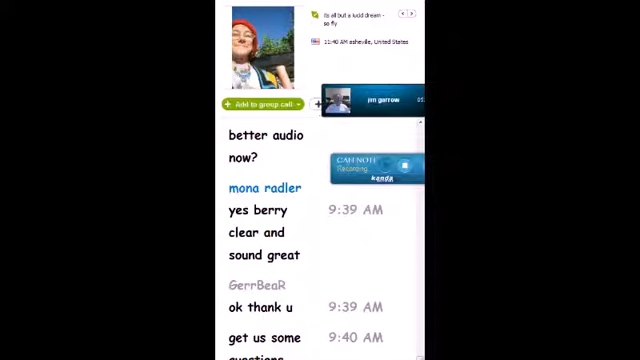 its all but a lucid dream -
so fly
11:40 AM asheville, United States
Add to group call
jim garrow
better audio
now?
Recording
kenda
mona radler
yes berry 9:39 AM
clear and
sound great
GerrBeaR
ok thank u 9:39 AM
get us some 9:40 AM
questions